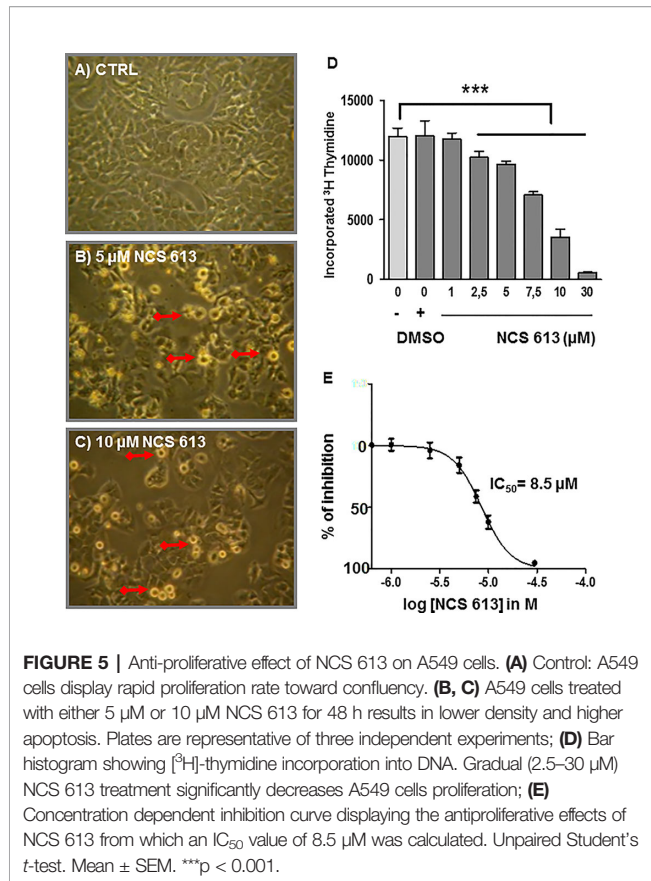 A) CTRL
B) 5 µM NCS 613
C) 10 µM NCS 613
D
***
Incorporated ³H Thymidine
15000
10000
5000
0
0 0 1 2,5 5 7,5 10 30
- +
DMSO NCS 613 (µM)
E
% of inhibition
0
50
100
IC₅₀= 8.5 µM
-6.0 -5.5 -5.0 -4.5 -4.0
log [NCS 613] in M
FIGURE 5 | Anti-proliferative effect of NCS 613 on A549 cells. (A) Control: A549
cells display rapid proliferation rate toward confluency. (B, C) A549 cells treated
with either 5 µM or 10 µM NCS 613 for 48 h results in lower density and higher
apoptosis. Plates are representative of three independent experiments; (D) Bar
histogram showing [³H]-thymidine incorporation into DNA. Gradual (2.5–30 µM)
NCS 613 treatment significantly decreases A549 cells proliferation; (E)
Concentration dependent inhibition curve displaying the antiproliferative effects of
NCS 613 from which an IC₅₀ value of 8.5 µM was calculated. Unpaired Student's
t-test. Mean ± SEM. ***p < 0.001.